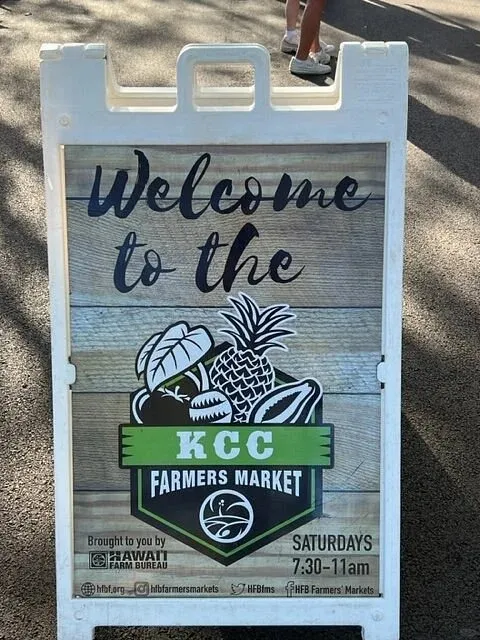 Welcome
to the
KCC
FARMERS MARKET
Brought to you by
HAWAI'I
FARM BUREAU
SATURDAYS
7:30-11am
hfbf.org
hfbfarmersmarkets
HFBfms
HFB Farmers' Markets